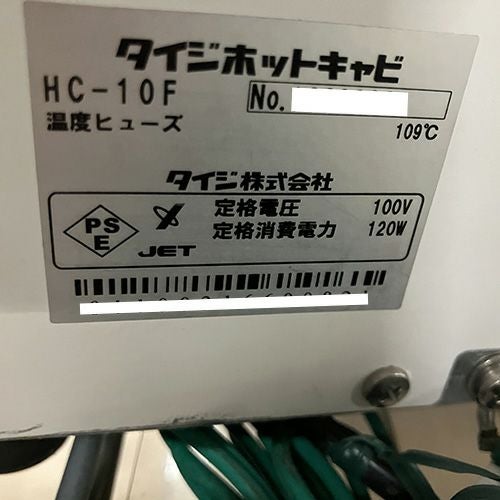 タイジホットキャビ
HC-10F
No.
温度ヒューズ 109℃
タイジ株式会社
PSE JET
定格電圧 100V
定格消費電力 120W